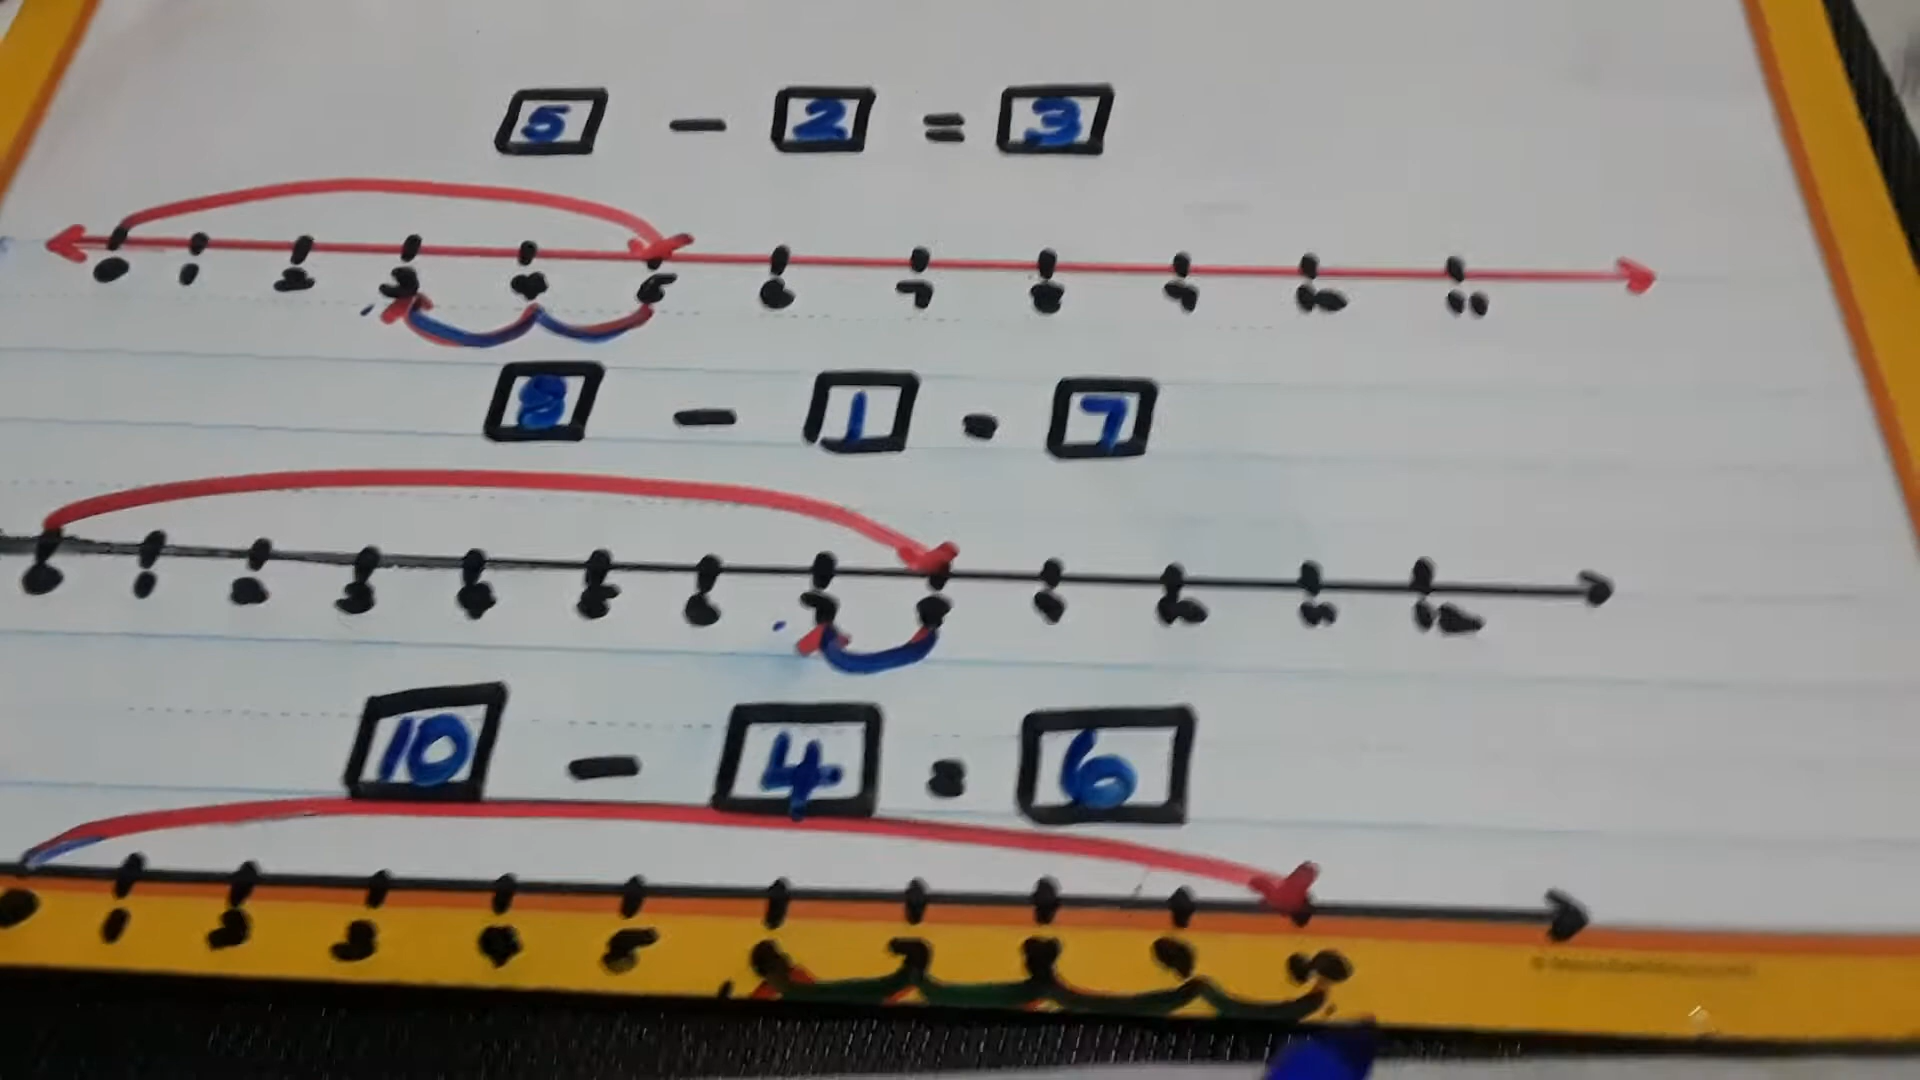 5 - 2 = 3
0 1 2 3 4 5 6 7 8 9 10 11
8 - 1 = 7
0 1 2 3 4 5 6 7 8 9 10 11 12
10 - 4 = 6
0 1 2 3 4 5 6 7 8 9 10